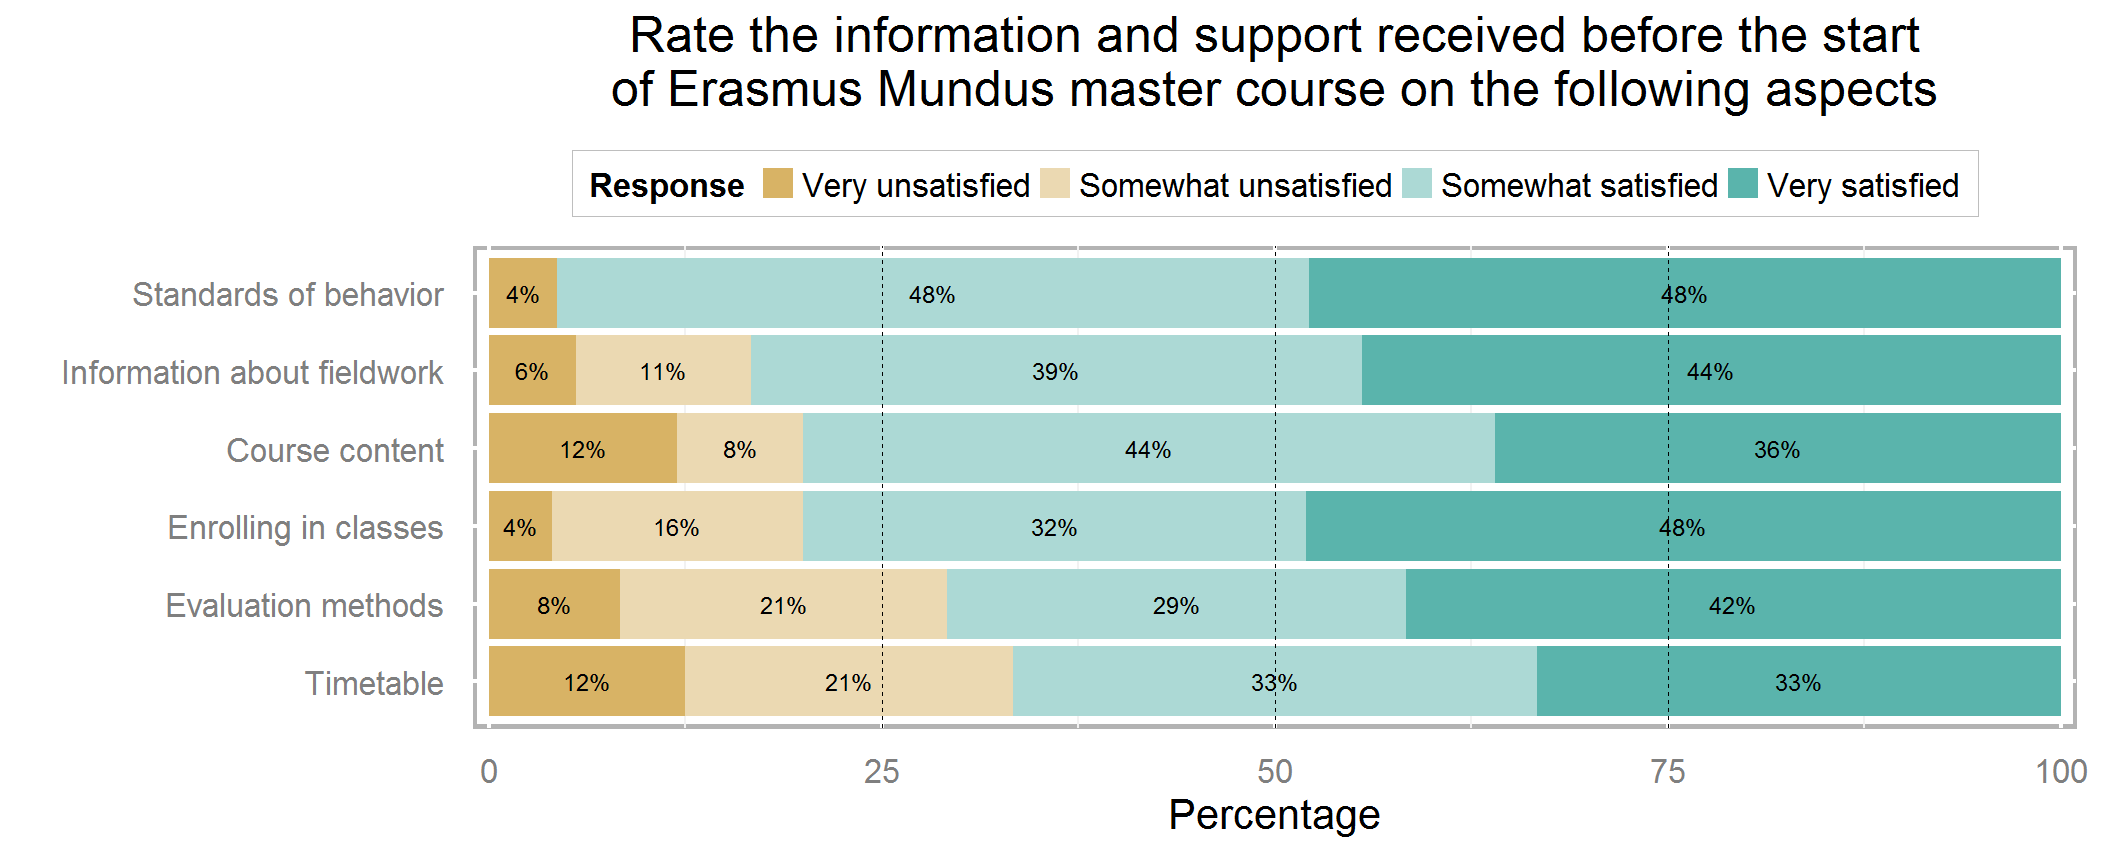 Rate the information and support received before the start
of Erasmus Mundus master course on the following aspects
Response Very unsatisfied Somewhat unsatisfied Somewhat satisfied Very satisfied
Standards of behavior 4% 48% 48%
Information about fieldwork 6% 11% 39% 44%
Course content 12% 8% 44% 36%
Enrolling in classes 4% 16% 32% 48%
Evaluation methods 8% 21% 29% 42%
Timetable 12% 21% 33% 33%
0 25 50 75 100
Percentage